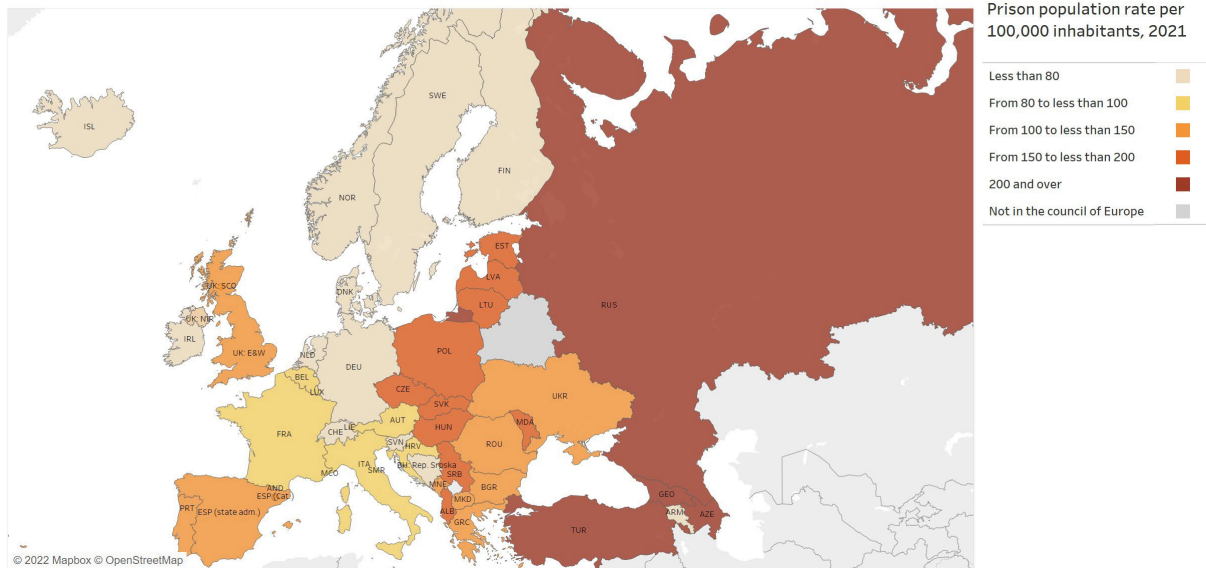 Prison population rate per
100,000 inhabitants, 2021
Less than 80
From 80 to less than 100
From 100 to less than 150
From 150 to less than 200
200 and over
Not in the council of Europe
ISL
SWE
FIN
NOR
EST
LVA
DNK
LTU
RUS
UK: SCO
UK: NIR
IRL
UK: E&W
NLD
POL
DEU
BEL
LUX
CZE
SVK
UKR
AUT
MDA
HUN
FRA
CHE
LIE
SVN
HRV
ROU
ITA
SMR
BH: Rep. Srpska
SRB
MCO
MNE
BGR
AND
ESP (Cat.)
MKD
ALB
GRC
PRT
ESP (state adm.)
GEO
ARM
AZE
TUR
© 2022 Mapbox © OpenStreetMap